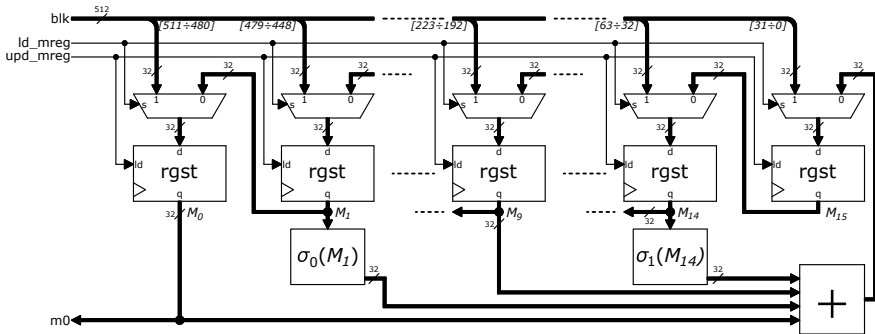 blk 512 [511÷480] [479÷448] [223÷192] [63÷32] [31÷0]
ld_mreg
upd_mreg
32 32 32 32 32 32 32 32
1 0 1 0 1 0 1 0 1 0
s s s s s
32 32 32 32 32
d d d d d
ld rgst ld rgst ld rgst ld rgst ld rgst
q q q q q
32 M0 M1 M9 32 M14 M15
32
σ0(M1) σ1(M14)
32 32
+
m0